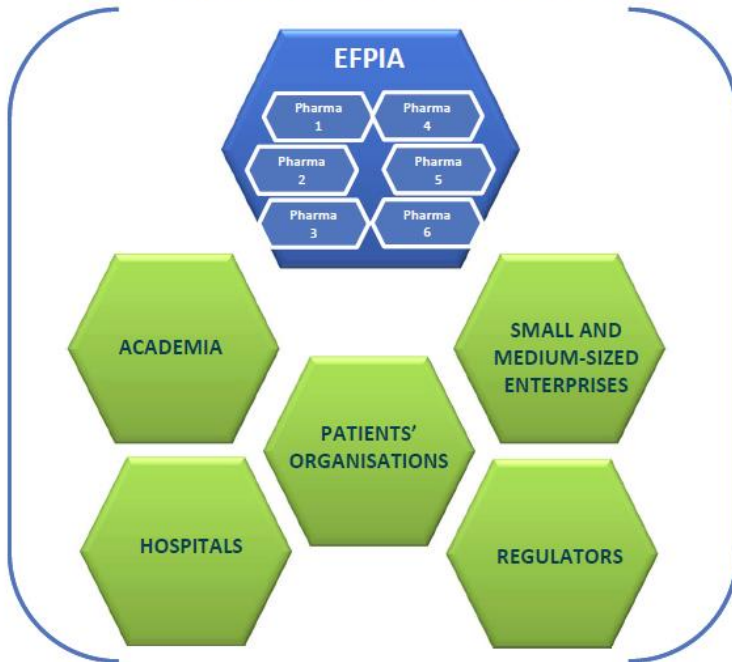 EFPIA
Pharma
1
Pharma
4
Pharma
2
Pharma
5
Pharma
3
Pharma
6
ACADEMIA
SMALL AND
MEDIUM-SIZED
ENTERPRISES
PATIENTS’
ORGANISATIONS
HOSPITALS
REGULATORS